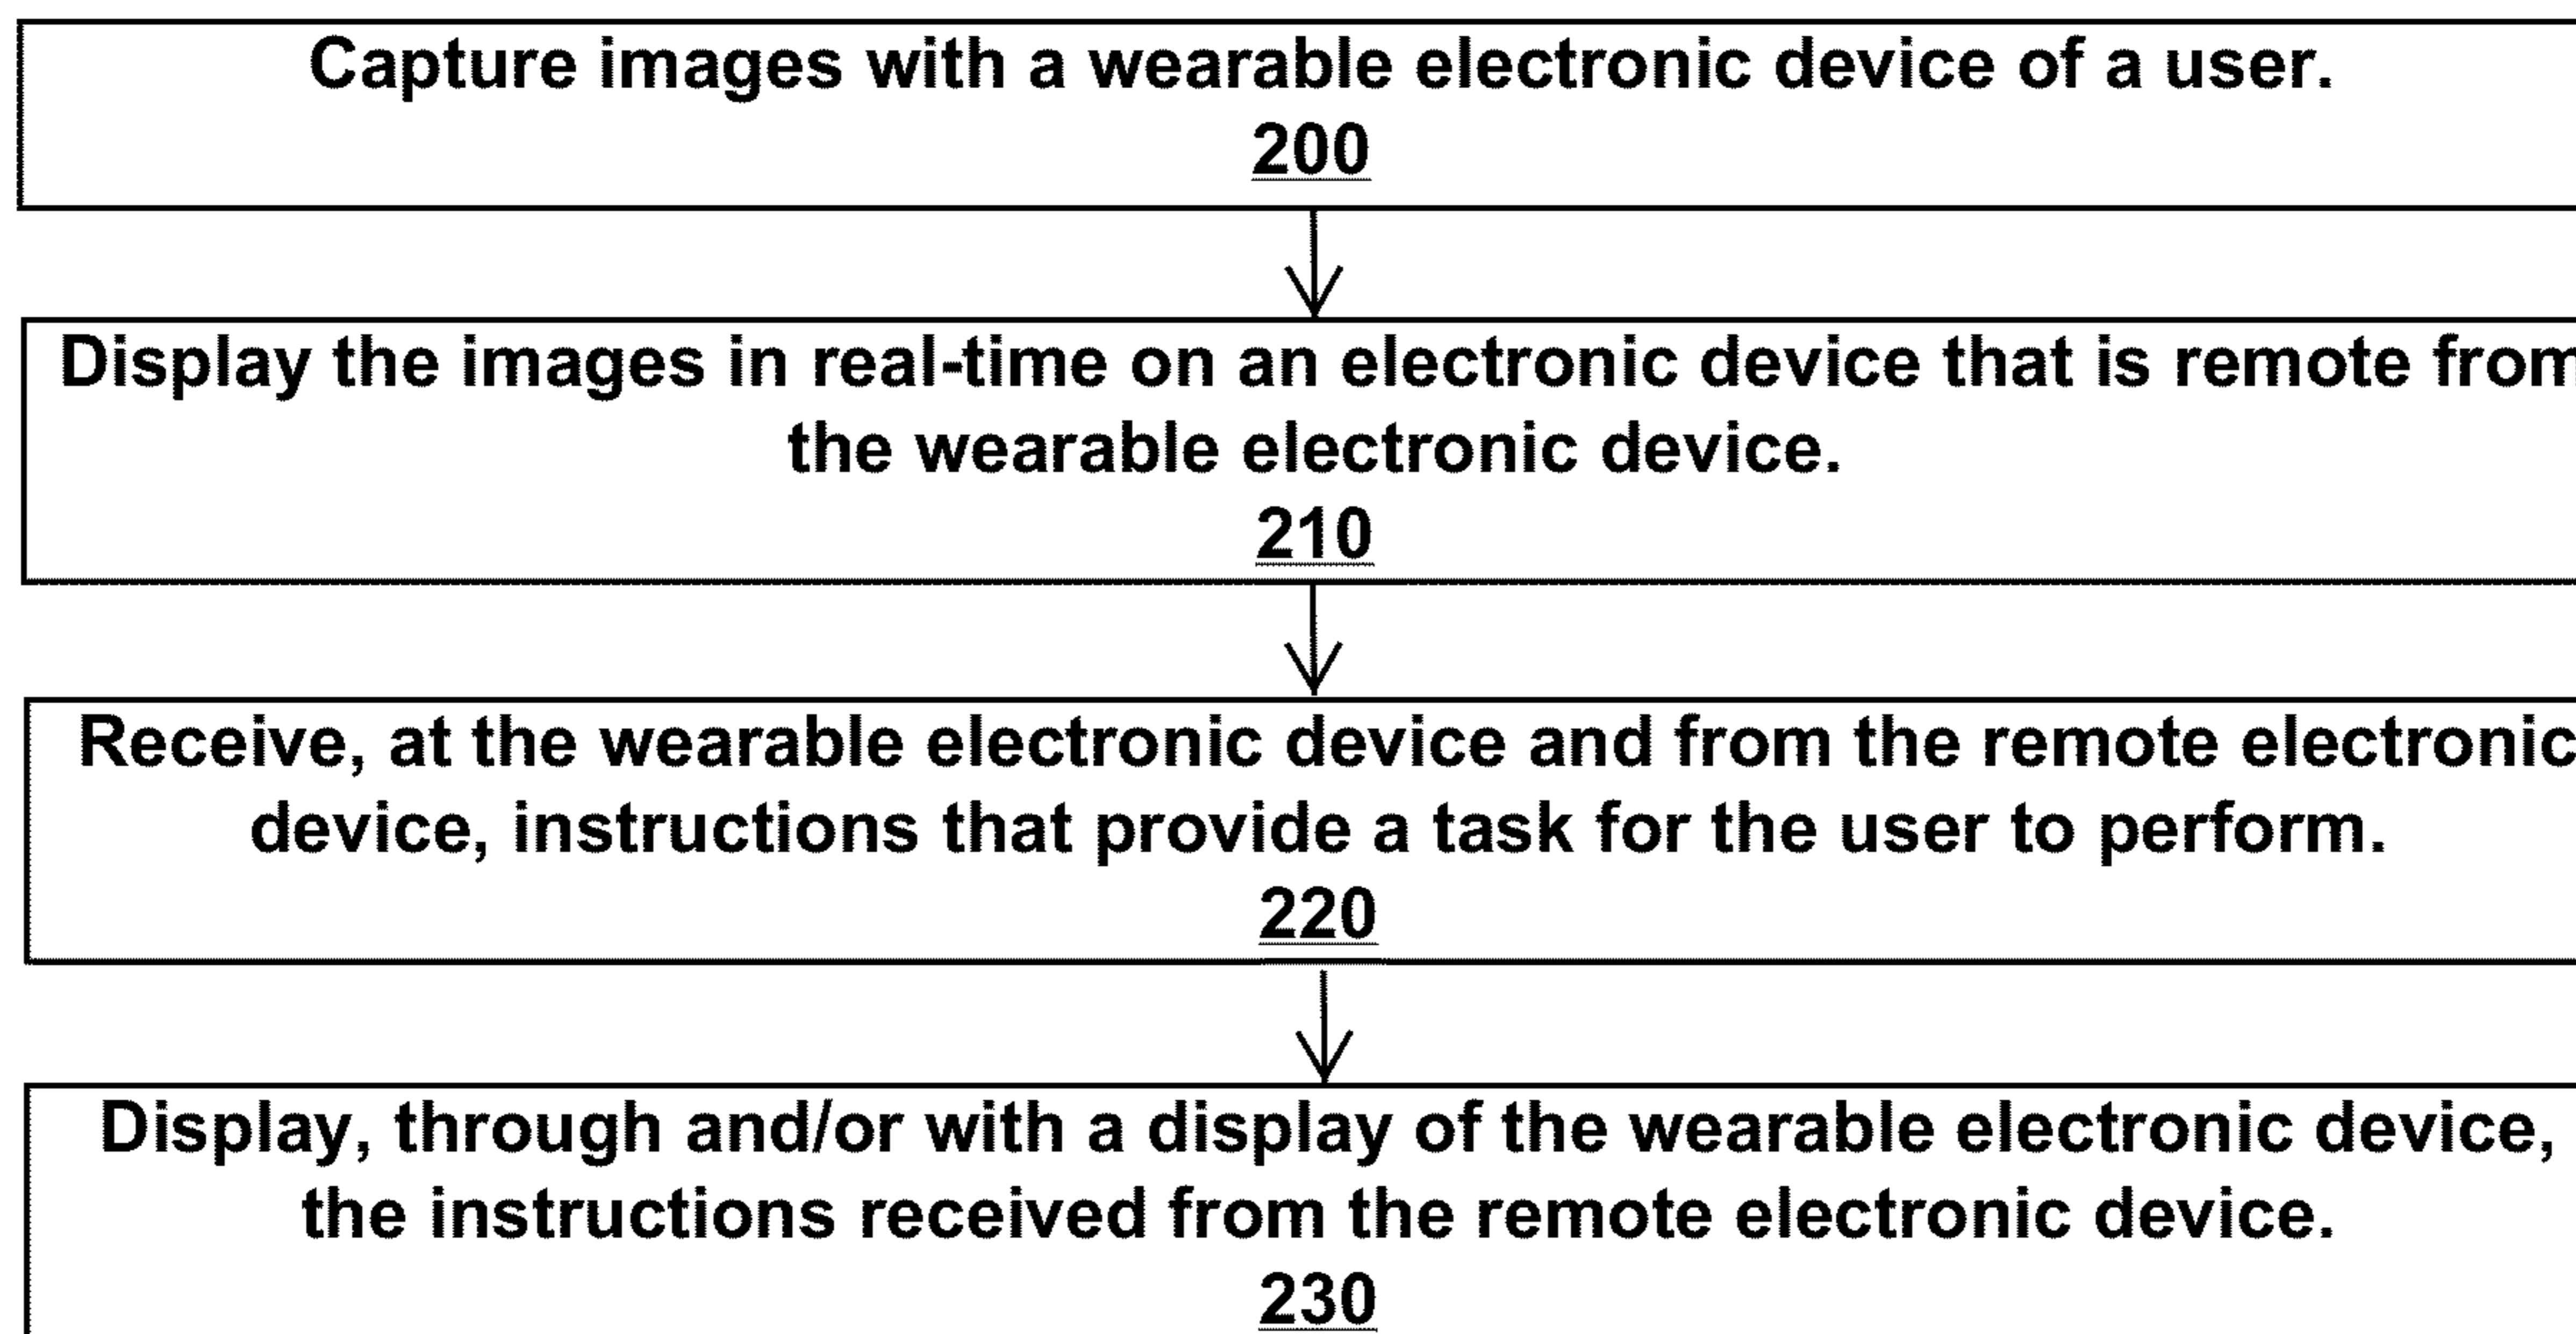 Capture images with a wearable electronic device of a user.
200
Display the images in real-time on an electronic device that is remote from
the wearable electronic device.
210
Receive, at the wearable electronic device and from the remote electronic
device, instructions that provide a task for the user to perform.
220
Display, through and/or with a display of the wearable electronic device,
the instructions received from the remote electronic device.
230